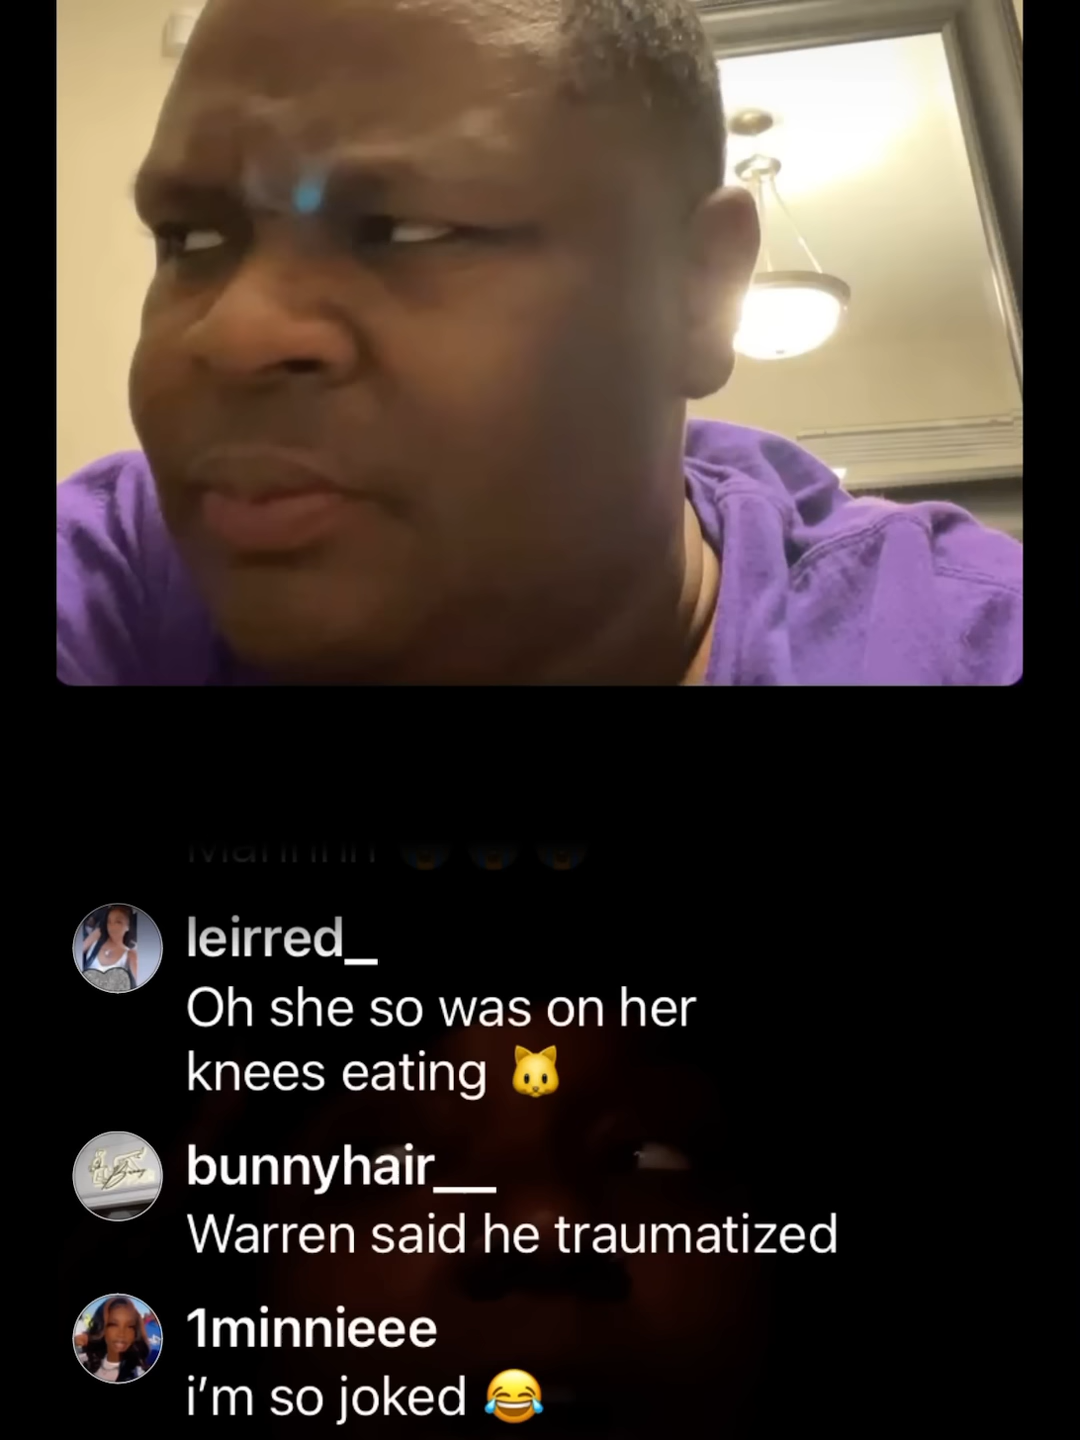 leirred_
Oh she so was on her
knees eating 🐱
bunnyhair__
Warren said he traumatized
1minnieee
i'm so joked 😂